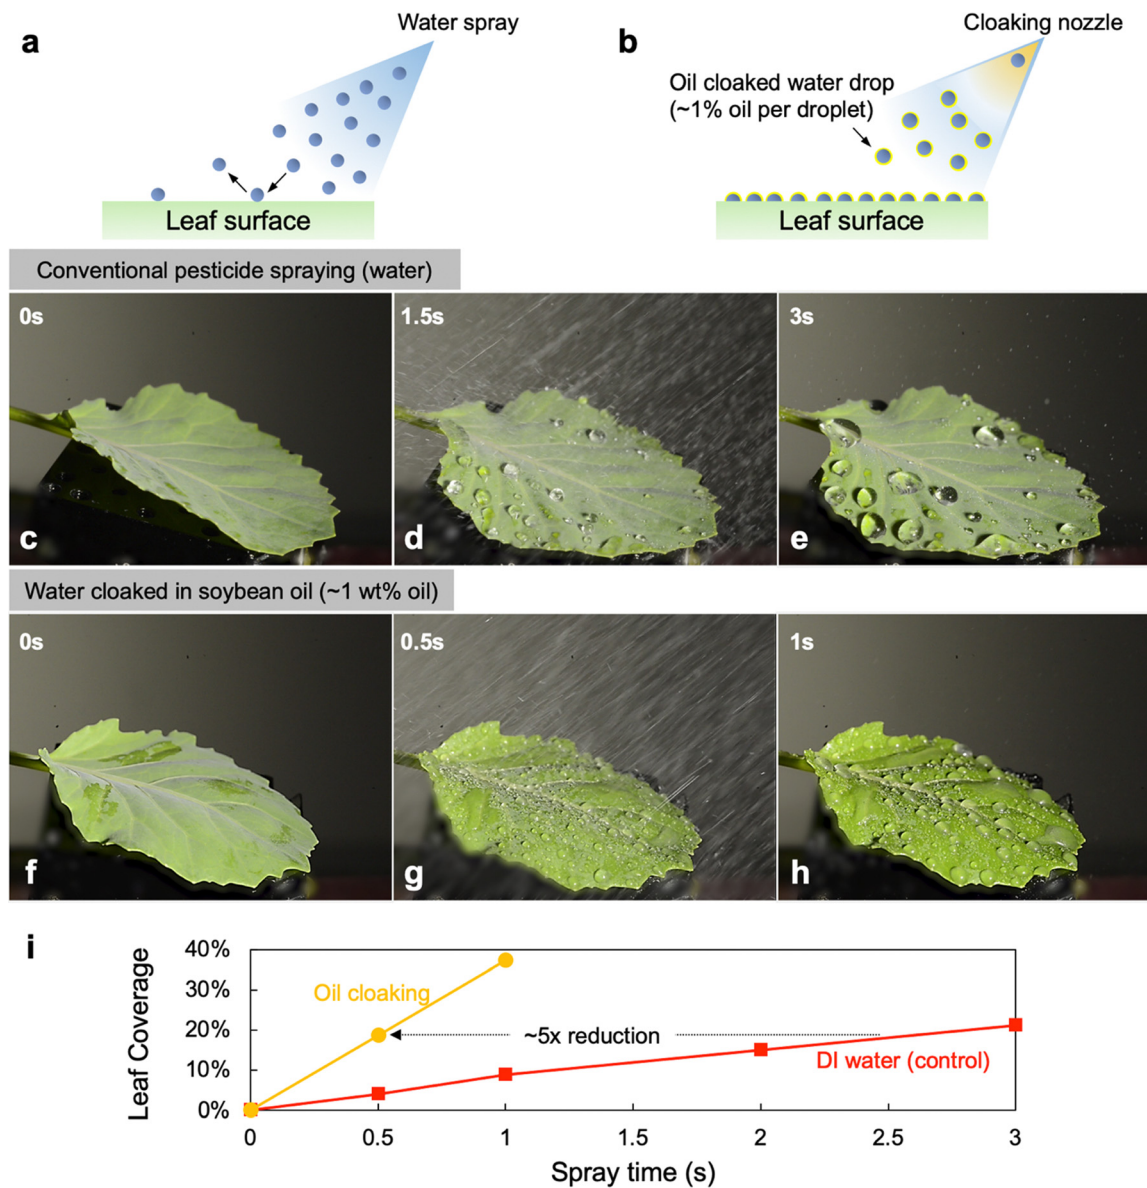 a
Water spray
Leaf surface
b
Cloaking nozzle
Oil cloaked water drop
(~1% oil per droplet)
Leaf surface
Conventional pesticide spraying (water)
0s
1.5s
3s
c
d
e
Water cloaked in soybean oil (~1 wt% oil)
0s
0.5s
1s
f
g
h
i
Leaf Coverage
40%
30%
20%
10%
0%
Oil cloaking
~5x reduction
DI water (control)
0
0.5
1
1.5
2
2.5
3
Spray time (s)